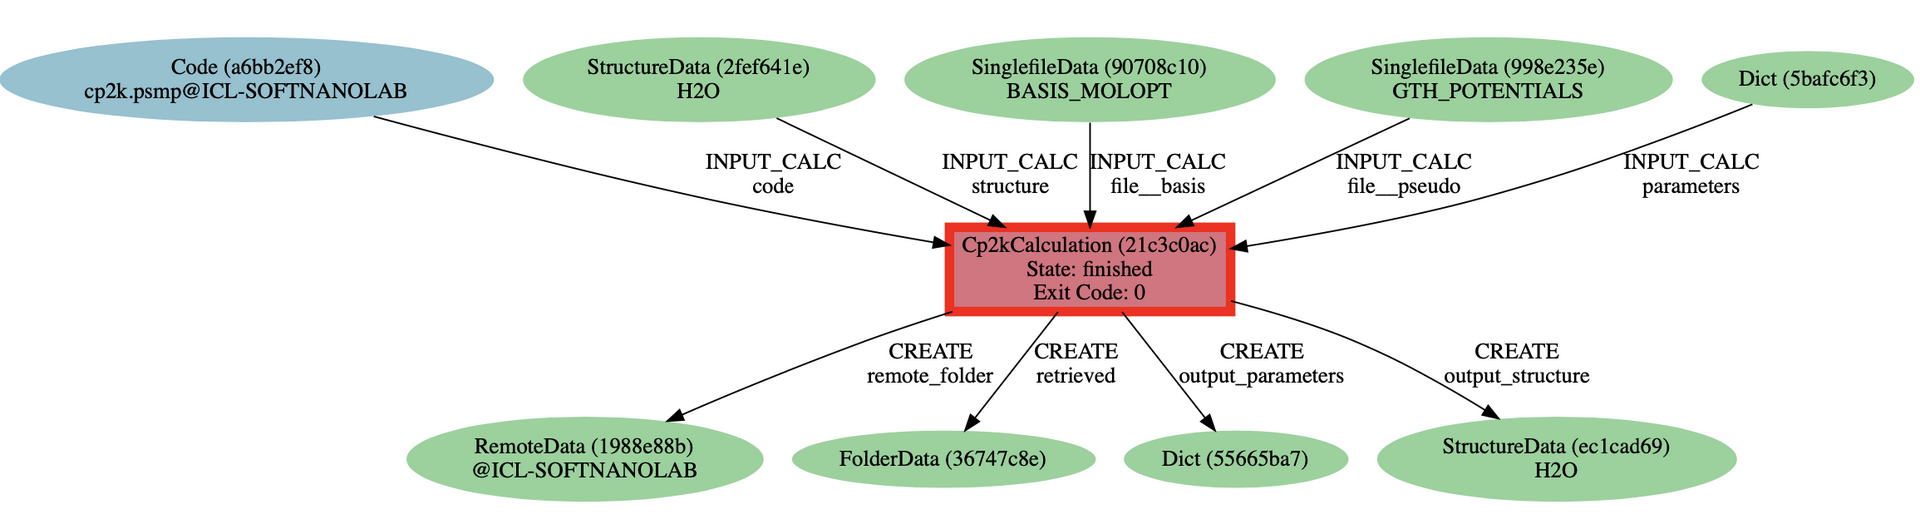 Code (a6bb2ef8)
cp2k.psmp@ICL-SOFTNANOLAB
StructureData (2fef641e)
H2O
SinglefileData (90708c10)
BASIS_MOLOPT
SinglefileData (998e235e)
GTH_POTENTIALS
Dict (5bafc6f3)
INPUT_CALC
code
INPUT_CALC
structure
INPUT_CALC
file__basis
INPUT_CALC
file__pseudo
INPUT_CALC
parameters
Cp2kCalculation (21c3c0ac)
State: finished
Exit Code: 0
CREATE
remote_folder
CREATE
retrieved
CREATE
output_parameters
CREATE
output_structure
RemoteData (1988e88b)
@ICL-SOFTNANOLAB
FolderData (36747c8e)
Dict (55665ba7)
StructureData (ec1cad69)
H2O